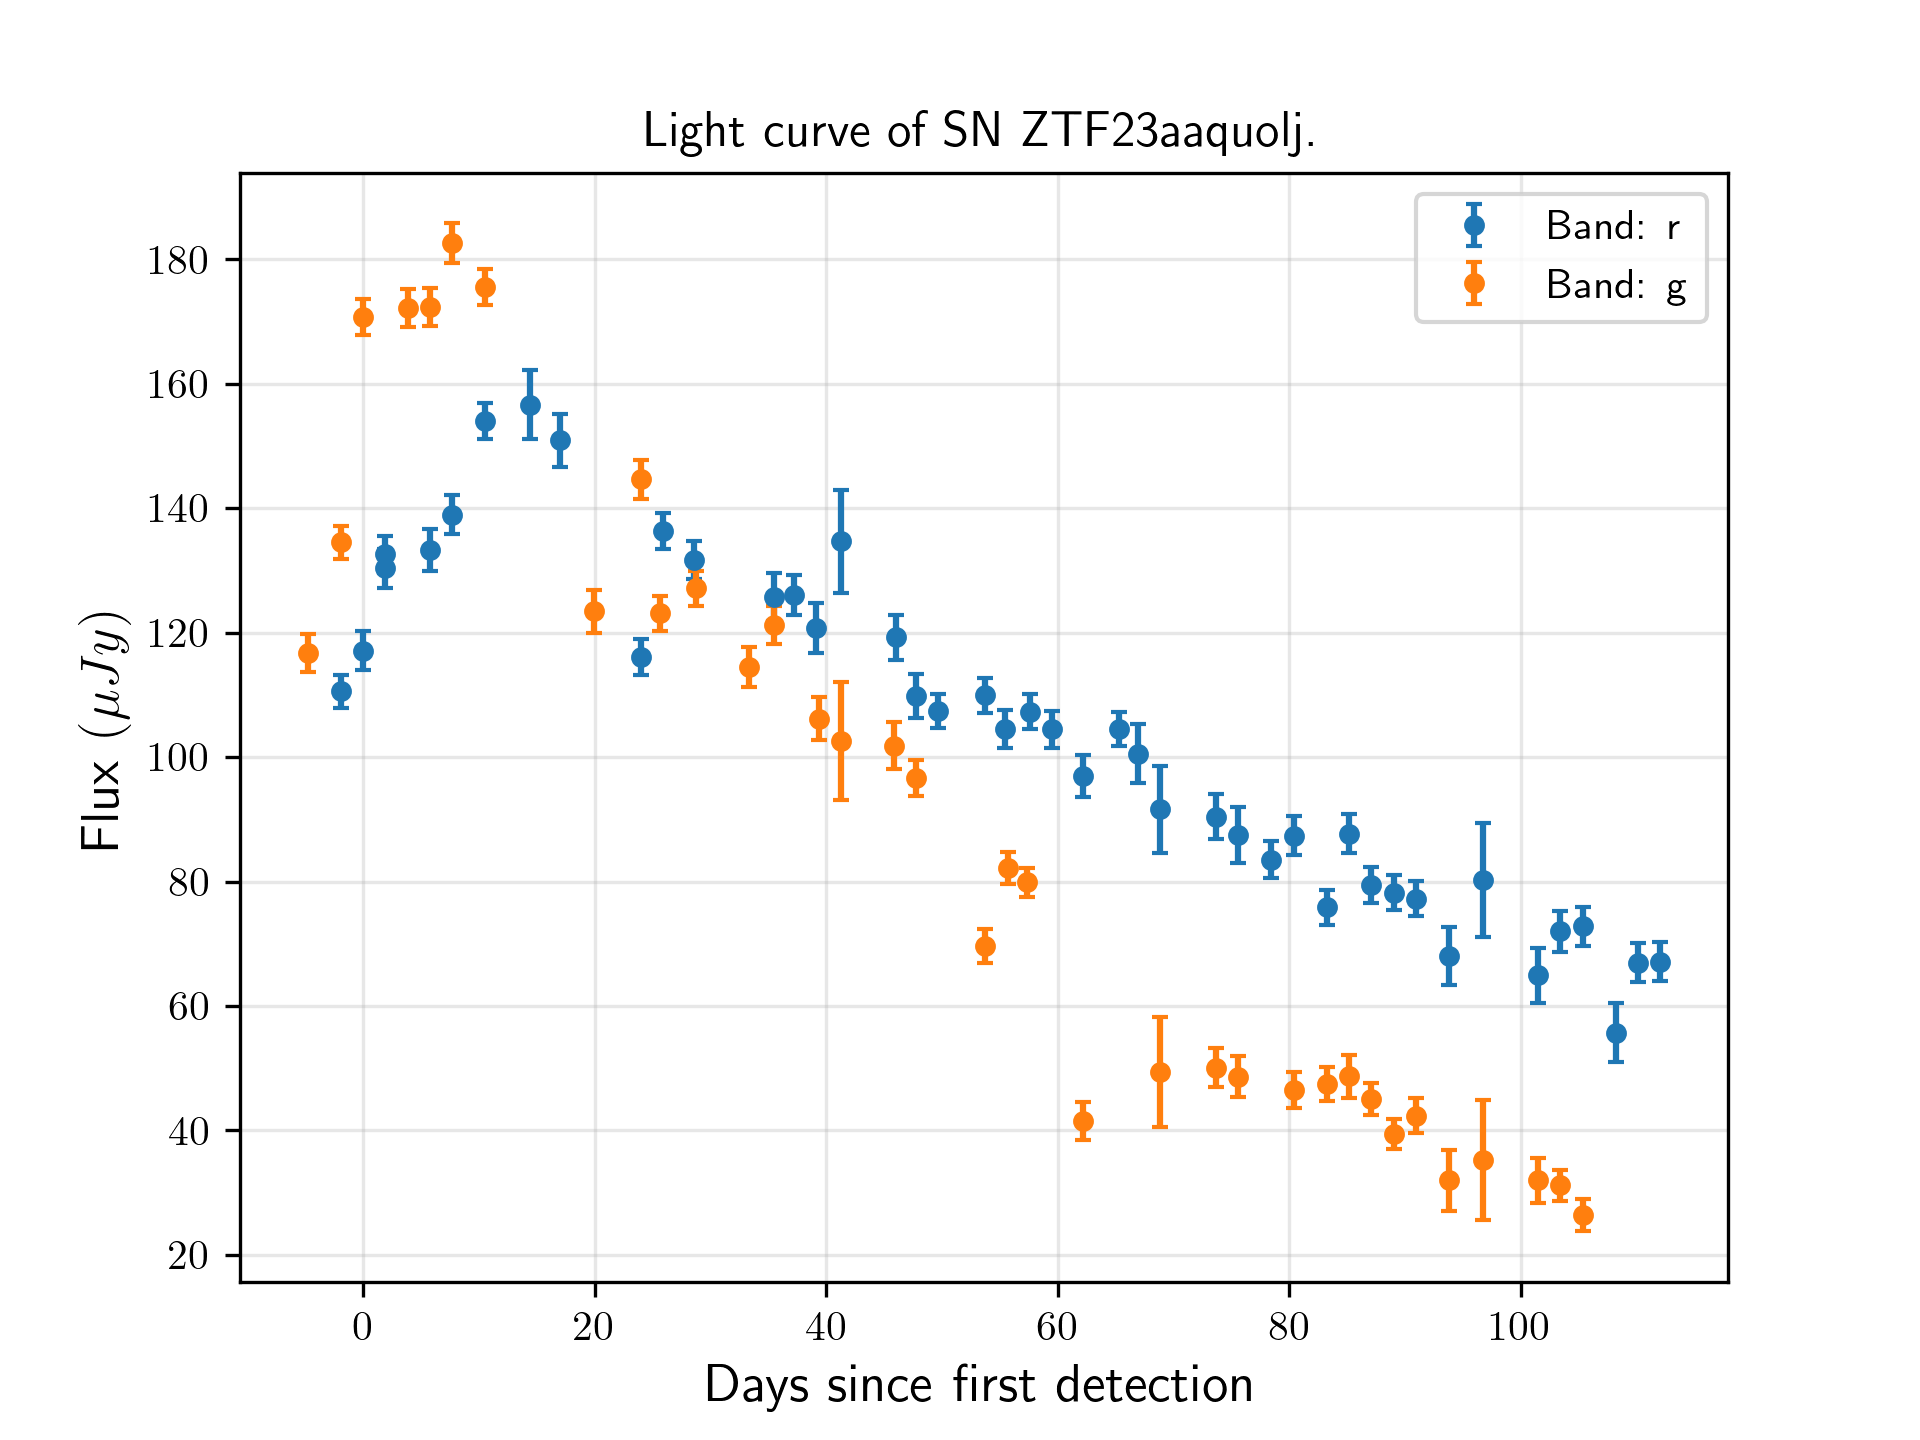 Light curve of SN ZTF23aaquolj.
Band: r
Band: g
180
160
140
120
100
80
60
40
20
Flux (μJy)
0 20 40 60 80 100
Days since first detection